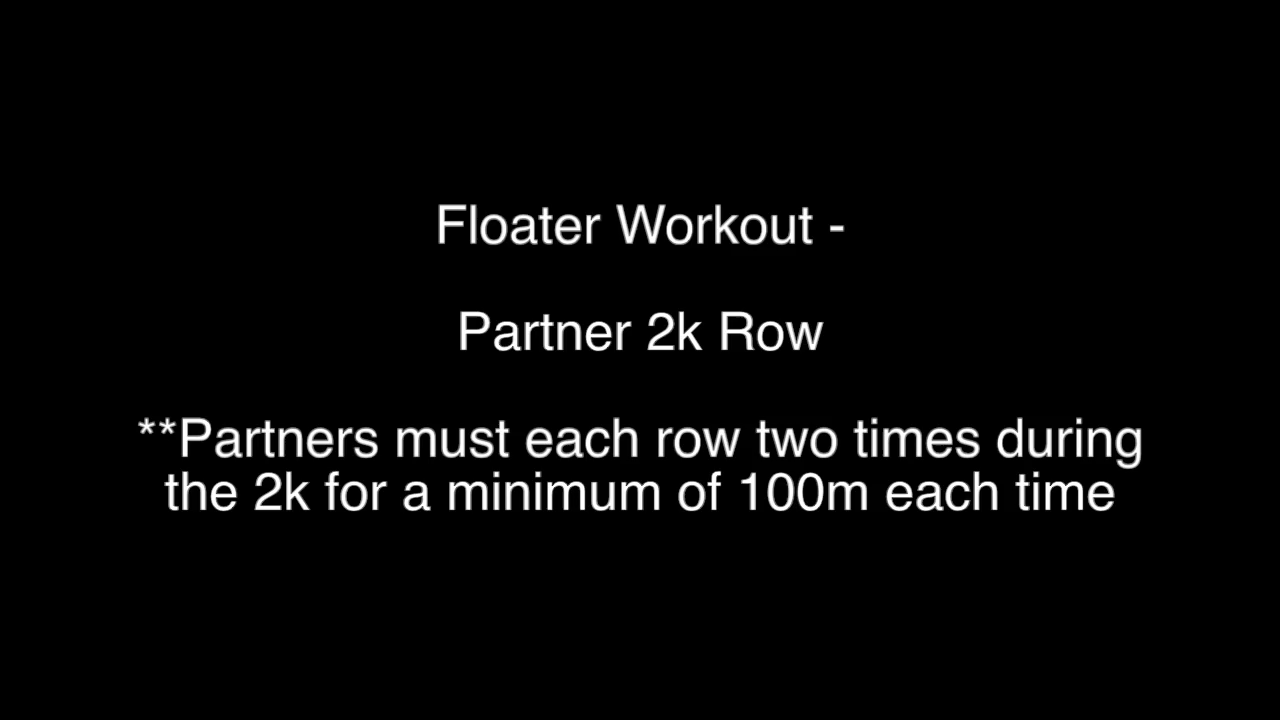 Floater Workout -
Partner 2k Row
**Partners must each row two times during
the 2k for a minimum of 100m each time